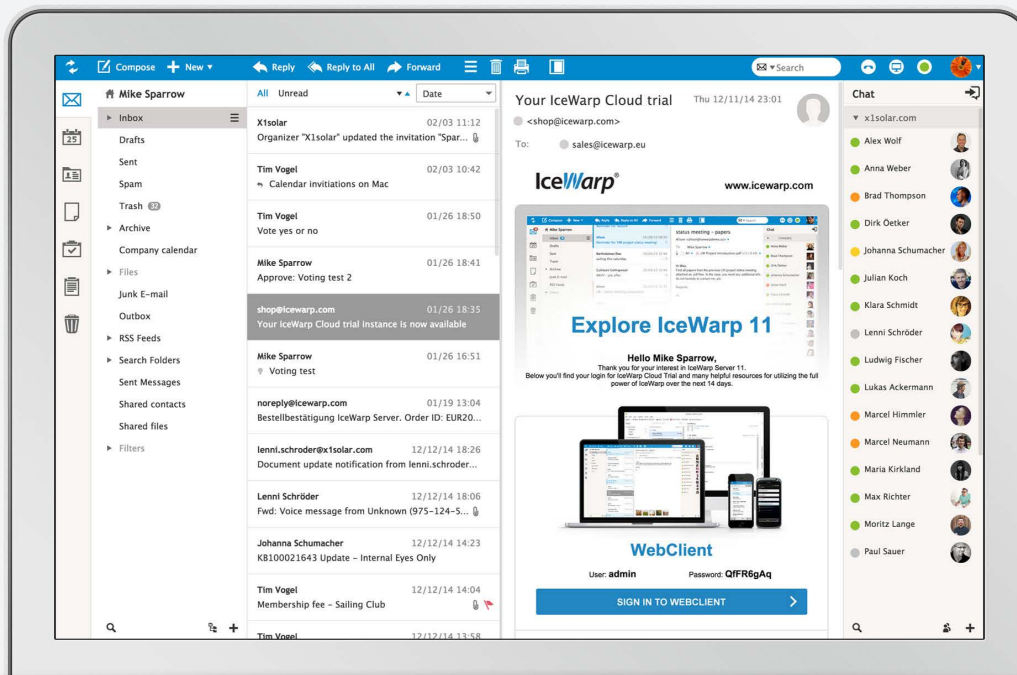 Compose
New
Reply
Reply to All
Forward
Search
Mike Sparrow
25
Inbox
Drafts
Sent
Spam
Trash 32
Archive
Company calendar
Files
Junk E-mail
Outbox
RSS Feeds
Search Folders
Sent Messages
Shared contacts
Shared files
Filters
All Unread Date
X1solar 02/03 11:12
Organizer "X1solar" updated the invitation "Spar...
Tim Vogel 02/03 10:42
Calendar invitiations on Mac
Tim Vogel 01/26 18:50
Vote yes or no
Mike Sparrow 01/26 18:41
Approve: Voting test 2
shop@icewarp.com 01/26 18:35
Your IceWarp Cloud trial instance is now available
Mike Sparrow 01/26 16:51
Voting test
noreply@icewarp.com 01/19 13:04
Bestellbestätigung IceWarp Server. Order ID: EUR20...
lenni.schroder@x1solar.com 12/12/14 18:26
Document update notification from lenni.schroder...
Lenni Schröder 12/12/14 18:06
Fwd: Voice message from Unknown (975-124-5...
Johanna Schumacher 12/12/14 14:23
K8100021643 Update - Internal Eyes Only
Tim Vogel 12/12/14 14:04
Membership fee - Sailing Club
Tim Vogel 12/12/14 13:58
Your IceWarp Cloud trial Thu 12/11/14 23:01
<shop@icewarp.com>
To: sales@icewarp.eu
IceWarp® www.icewarp.com
status meeting - papers
Explore IceWarp 11
Hello Mike Sparrow,
Thank you for your interest in IceWarp Server 11.
Below you'll find your login for IceWarp Cloud Trial and many helpful resources for utilizing the full
power of IceWarp over the next 14 days.
WebClient
User: admin Password: QfFR6gAq
SIGN IN TO WEBCLIENT
Chat
x1solar.com
Alex Wolf
Anna Weber
Brad Thompson
Dirk Oetker
Johanna Schumacher
Julian Koch
Klara Schmidt
Lenni Schröder
Ludwig Fischer
Lukas Ackermann
Marcel Himmler
Marcel Neumann
Maria Kirkland
Max Richter
Moritz Lange
Paul Sauer